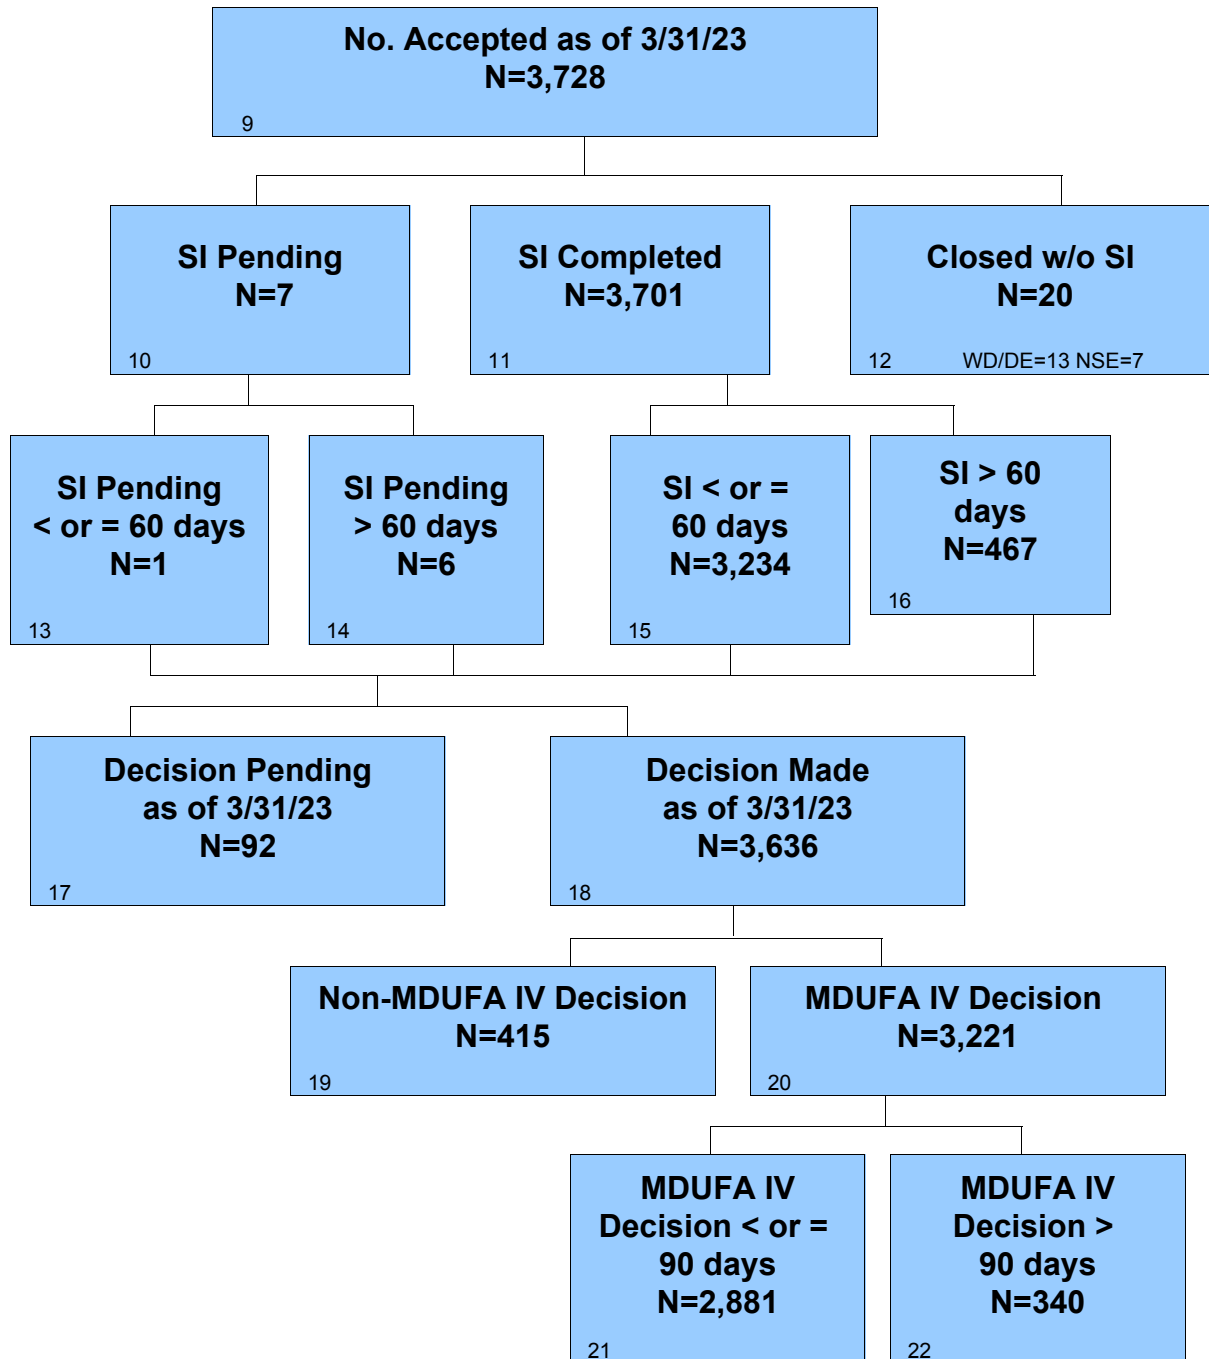 No. Accepted as of 3/31/23
N=3,728
9
SI Pending
N=7
10
SI Completed
N=3,701
11
Closed w/o SI
N=20
12 WD/DE=13 NSE=7
SI Pending
< or = 60 days
N=1
13
SI Pending
> 60 days
N=6
14
SI < or =
60 days
N=3,234
15
SI > 60
days
N=467
16
Decision Pending
as of 3/31/23
N=92
17
Decision Made
as of 3/31/23
N=3,636
18
Non-MDUFA IV Decision
N=415
19
MDUFA IV Decision
N=3,221
20
MDUFA IV
Decision < or =
90 days
N=2,881
21
MDUFA IV
Decision >
90 days
N=340
22